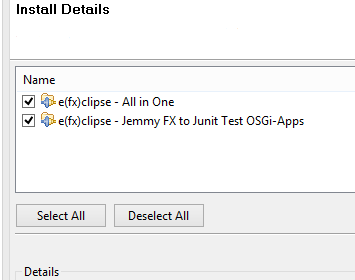 Install Details
Name
e(fx)clipse - All in One
e(fx)clipse - Jemmy FX to Junit Test OSGi-Apps
Select All Deselect All
Details